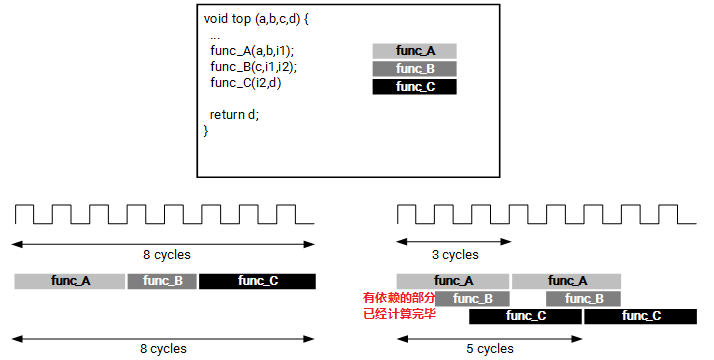 void top (a,b,c,d) {
...
func_A(a,b,i1);
func_B(c,i1,i2);
func_C(i2,d)
return d;
}
func_A
func_B
func_C
8 cycles
func_A func_B func_C
8 cycles
3 cycles
func_A func_A
有依赖的部分 func_B func_B
已经计算完毕 func_C func_C
5 cycles